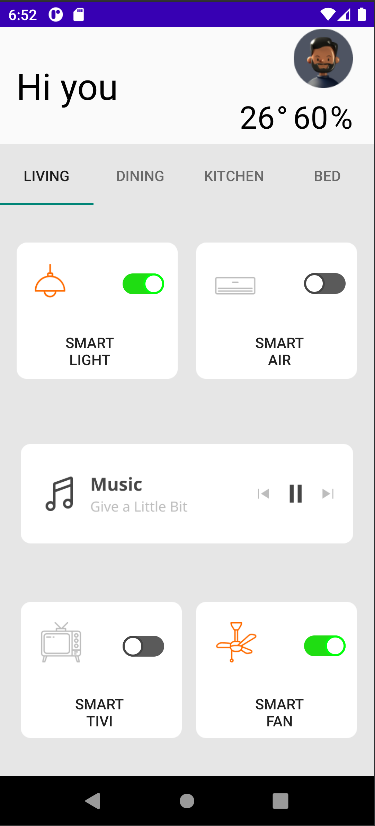 6:52
Hi you
26° 60%
LIVING DINING KITCHEN BED
SMART
LIGHT
SMART
AIR
Music
Give a Little Bit
SMART
TIVI
SMART
FAN